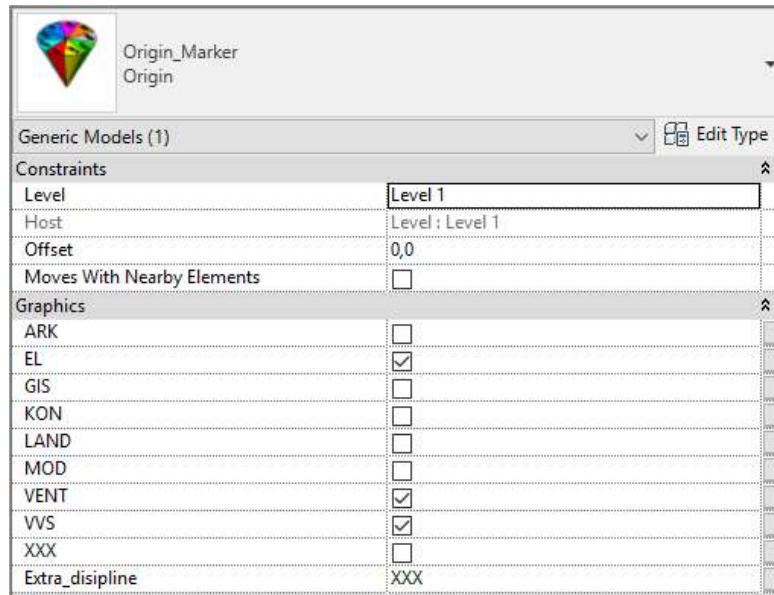 Origin_Marker
Origin
Generic Models (1) Edit Type
Constraints
Level Level 1
Host Level : Level 1
Offset 0,0
Moves With Nearby Elements
Graphics
ARK
EL
GIS
KON
LAND
MOD
VENT
VVS
XXX
Extra_disipline XXX